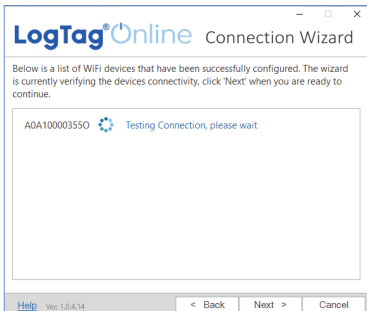 LogTag® Online Connection Wizard
Below is a list of WiFi devices that have been successfully configured. The wizard
is currently verifying the devices connectivity, click 'Next' when you are ready to
continue.
A0A10000355O Testing Connection, please wait
Help Ver: 1.0.4.14 < Back Next > Cancel